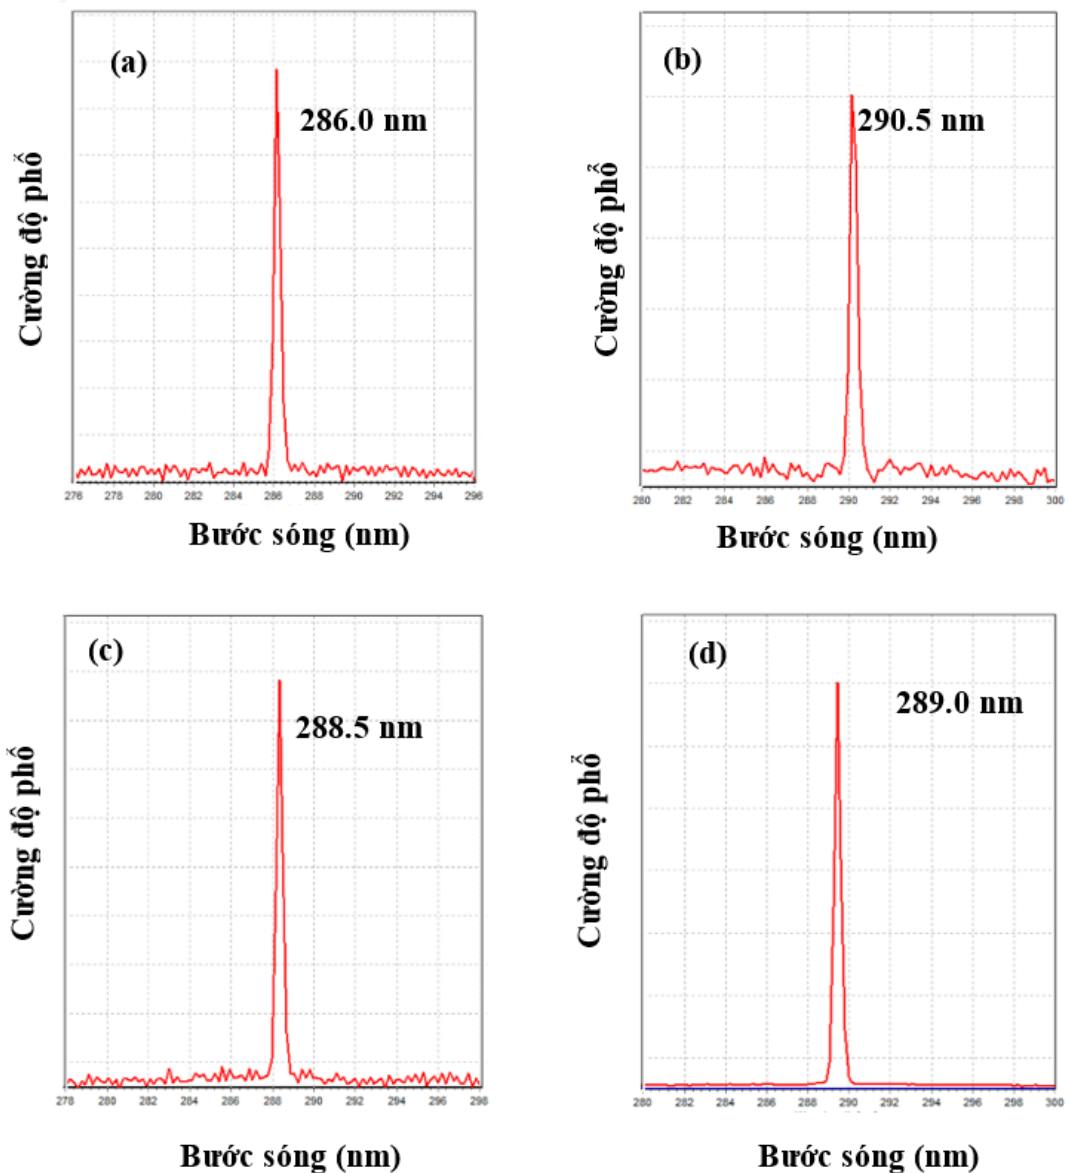 (a)
286.0 nm
Cường độ phổ
276 278 280 282 284 286 288 290 292 294 296 298
Bước sóng (nm)
(b)
290.5 nm
Cường độ phổ
280 282 284 286 288 290 292 294 296 298 300
Bước sóng (nm)
(c)
288.5 nm
Cường độ phổ
278 280 282 284 286 288 290 292 294 296 298
Bước sóng (nm)
(d)
289.0 nm
Cường độ phổ
280 282 284 286 288 290 292 294 296 298 300
Bước sóng (nm)